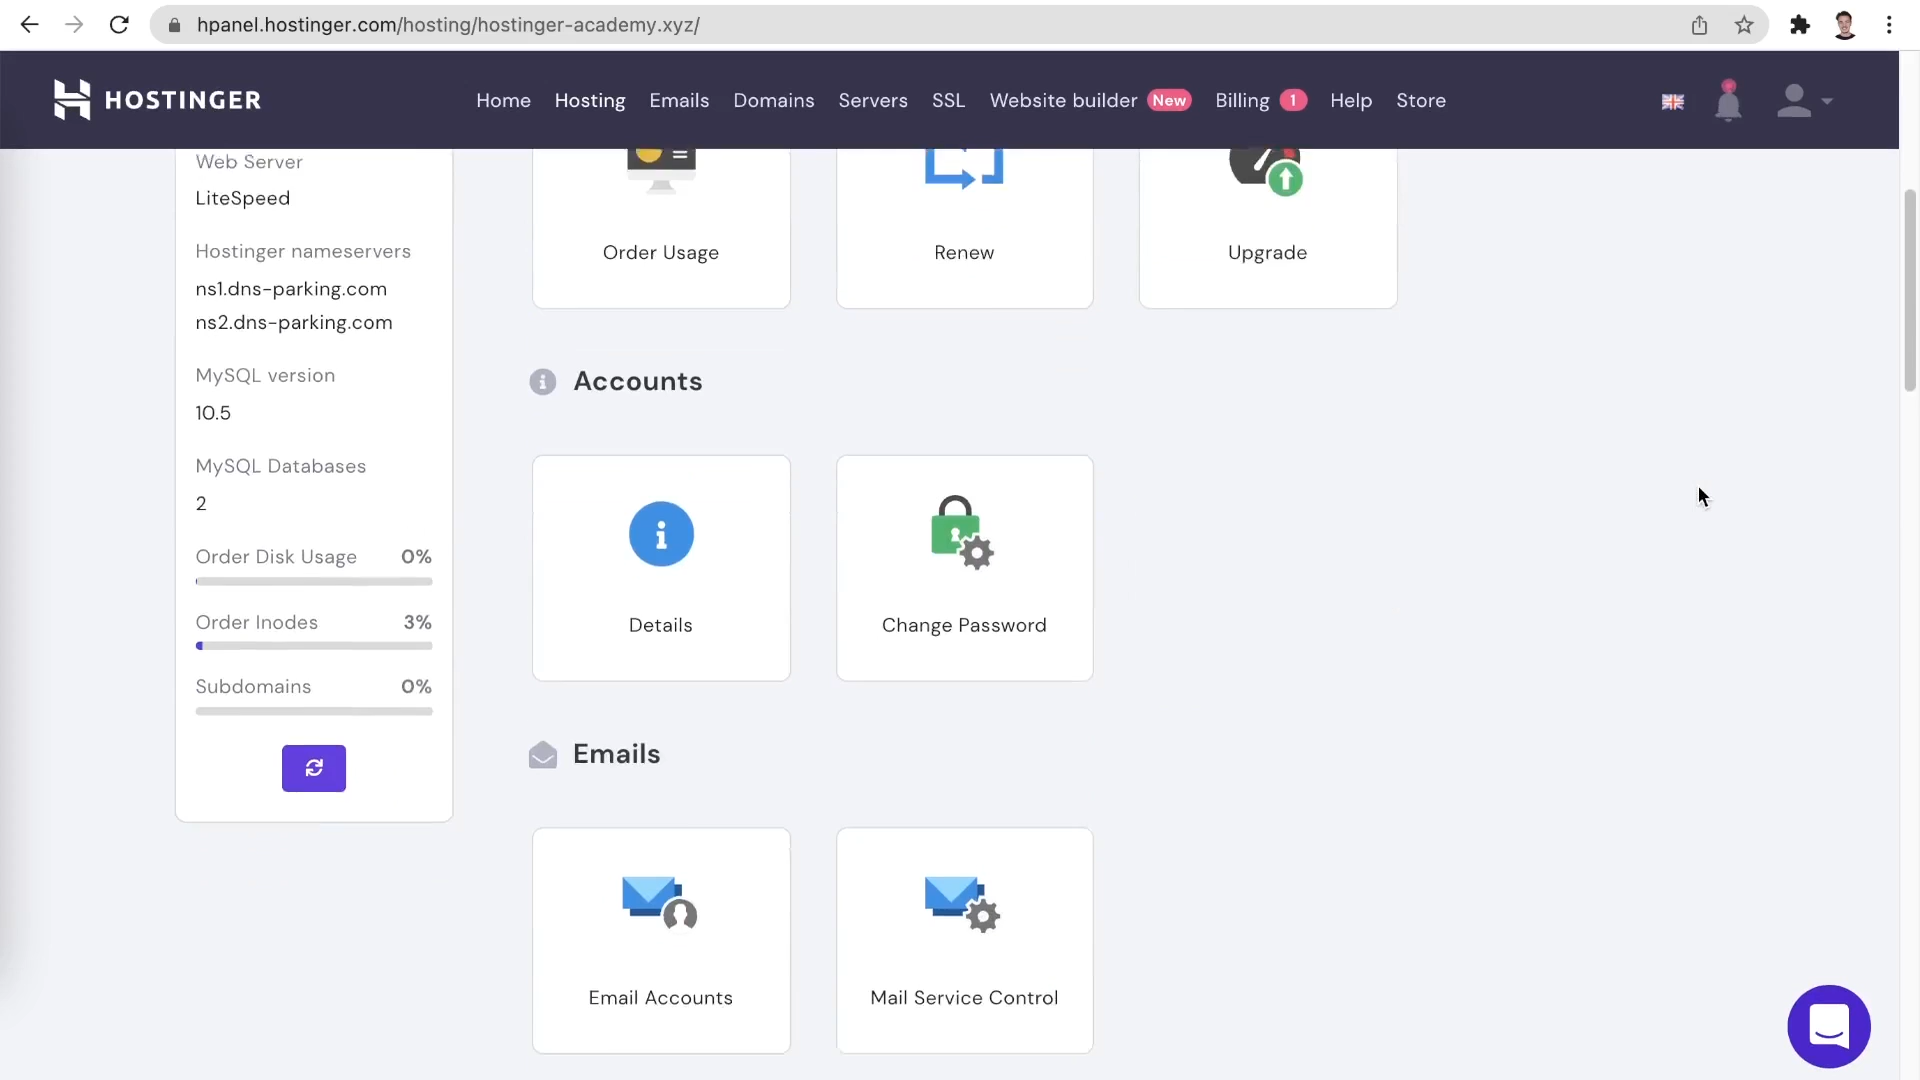 hpanel.hostinger.com/hosting/hostinger-academy.xyz/
HOSTINGER
Home Hosting Emails Domains Servers SSL Website builder New Billing 1 Help Store
Web Server
LiteSpeed
Hostinger nameservers
ns1.dns-parking.com
ns2.dns-parking.com
MySQL version
10.5
MySQL Databases
2
Order Disk Usage 0%
Order Inodes 3%
Subdomains 0%
Order Usage
Renew
Upgrade
Accounts
Details
Change Password
Emails
Email Accounts
Mail Service Control